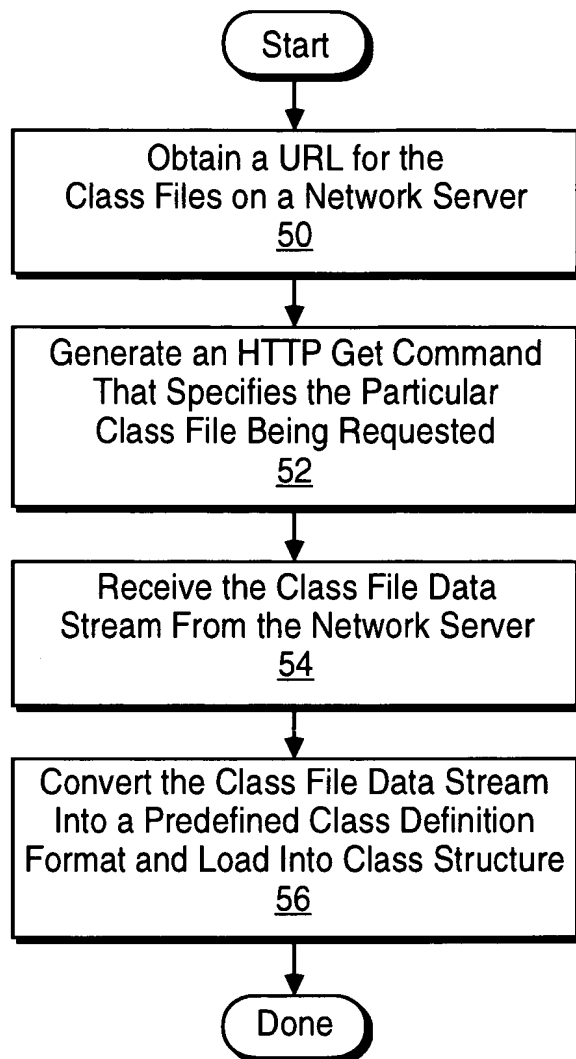 Start
Obtain a URL for the
Class Files on a Network Server
50
Generate an HTTP Get Command
That Specifies the Particular
Class File Being Requested
52
Receive the Class File Data
Stream From the Network Server
54
Convert the Class File Data Stream
Into a Predefined Class Definition
Format and Load Into Class Structure
56
Done